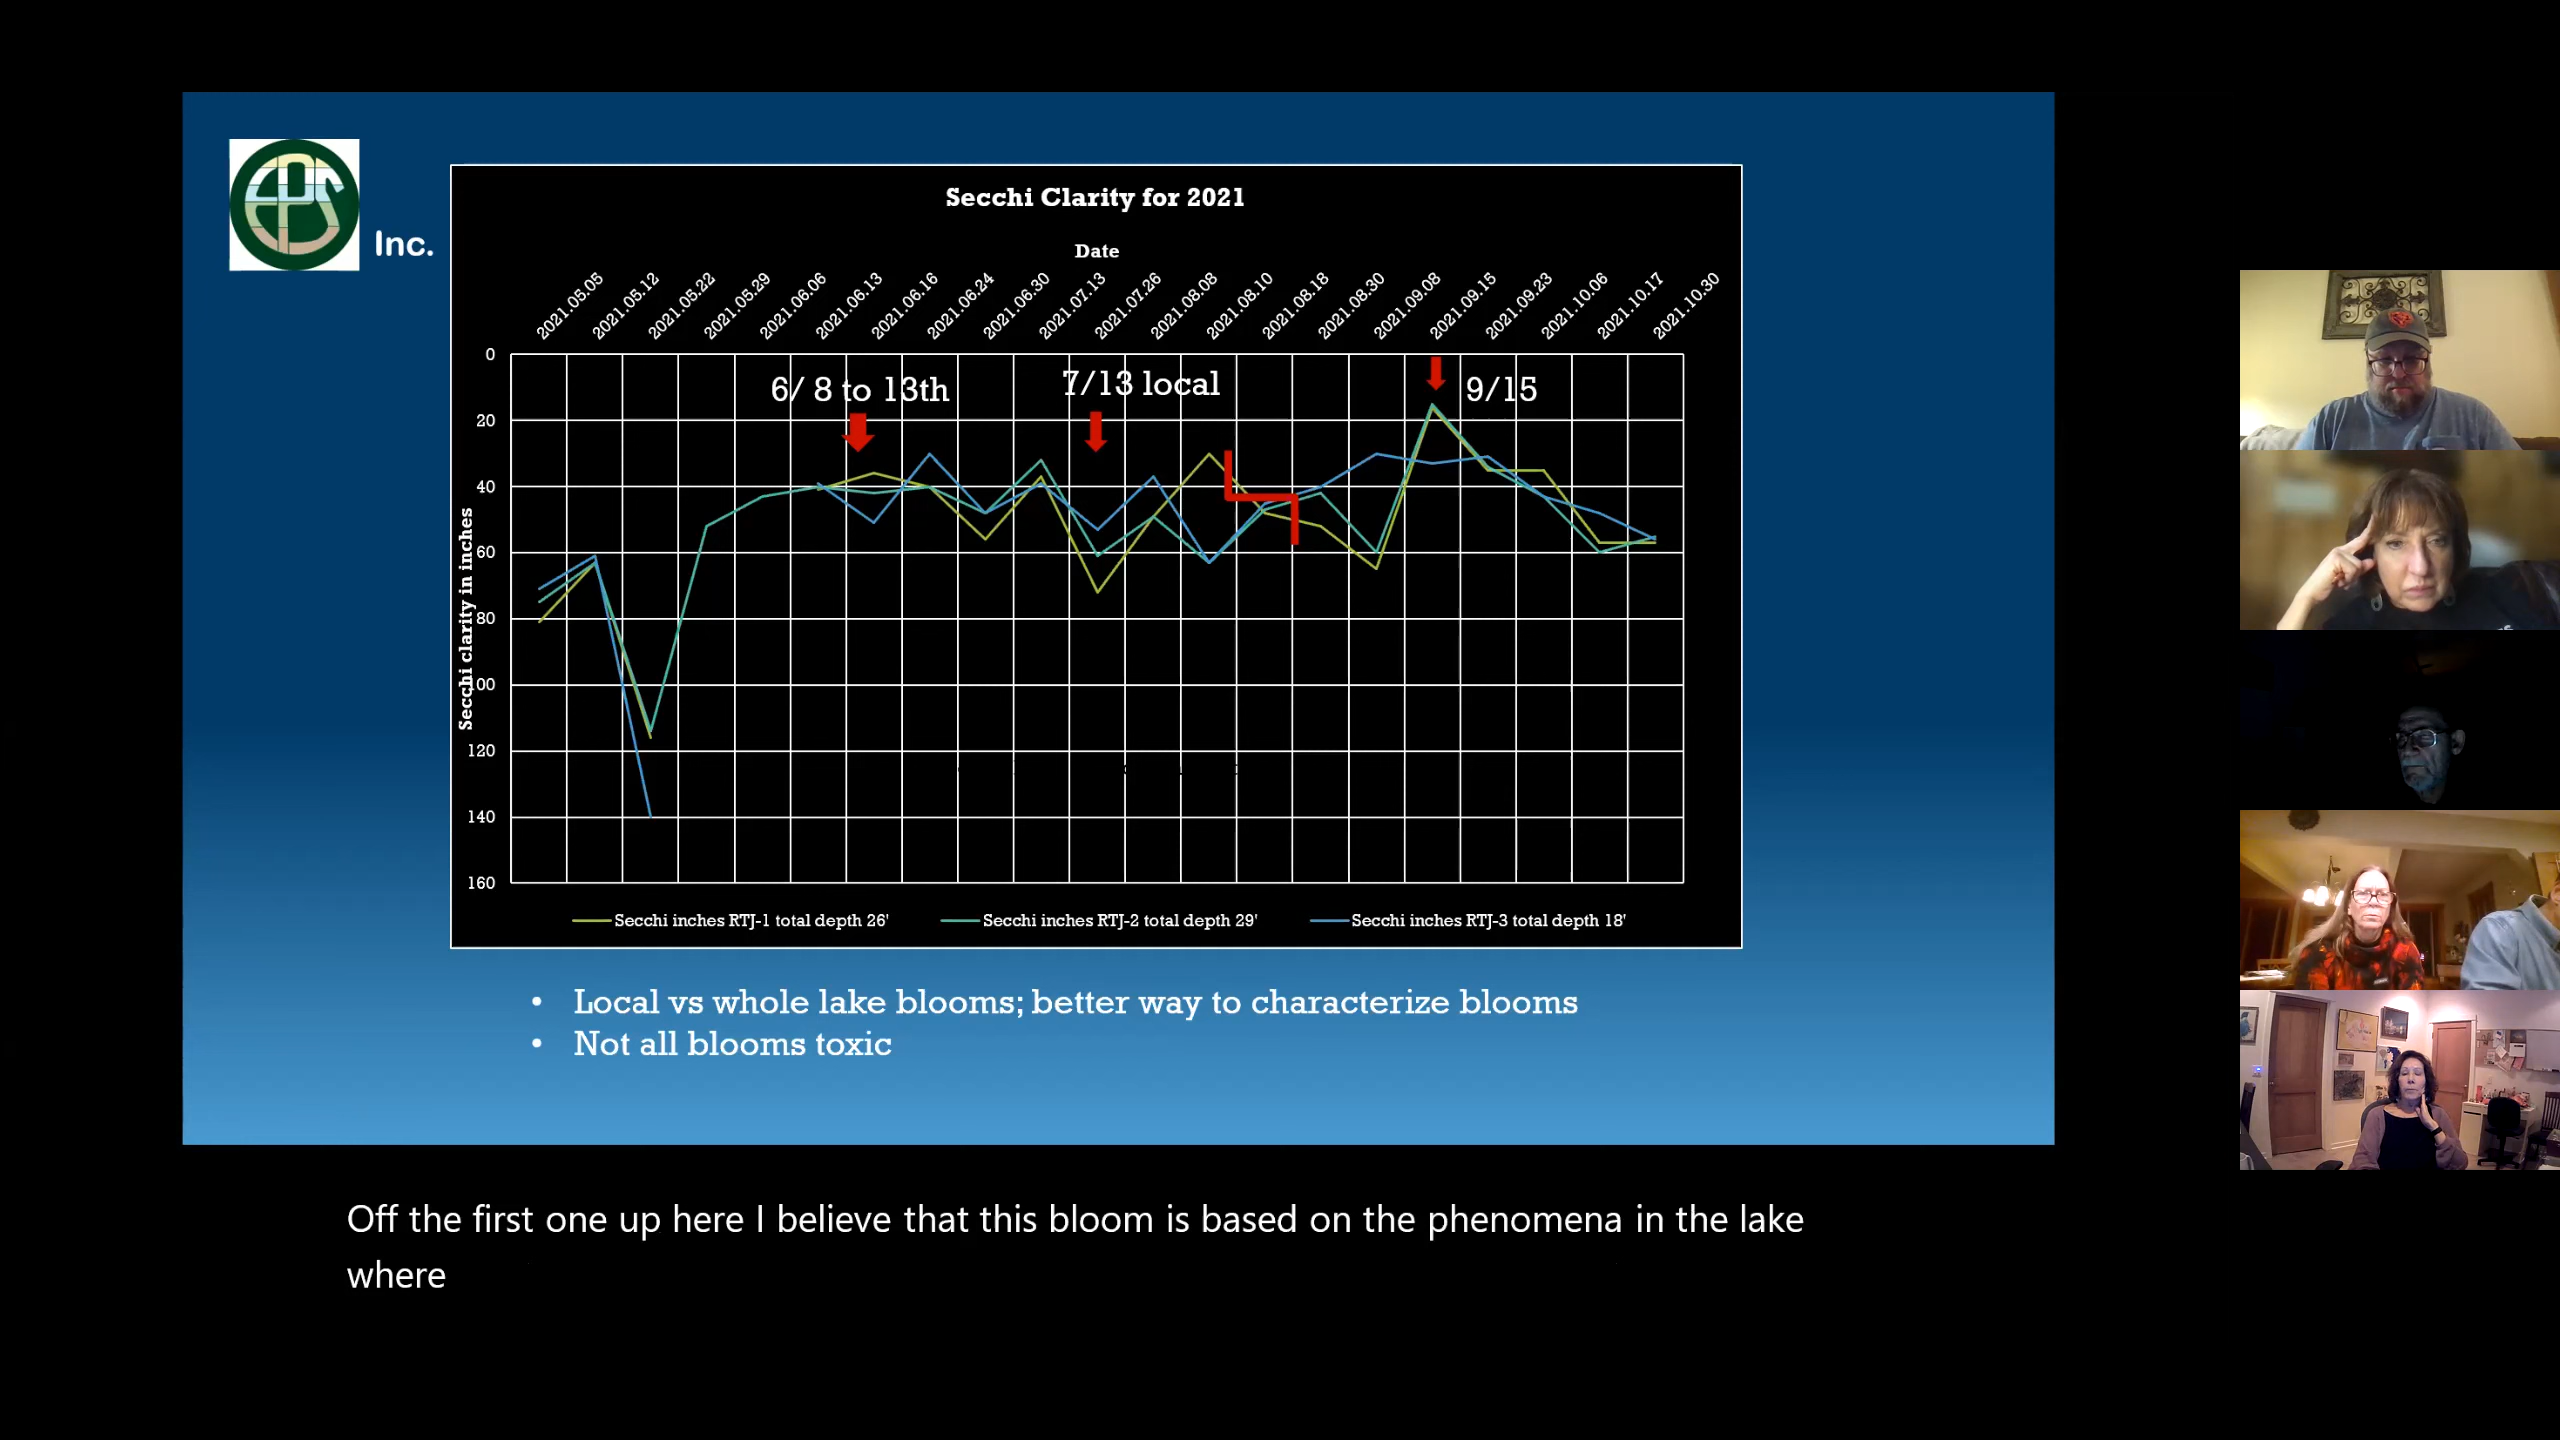 EPS
Inc.
Secchi Clarity for 2021
Date
2021.05.05
2021.05.12
2021.05.22
2021.05.29
2021.06.06
2021.06.13
2021.06.16
2021.06.24
2021.06.30
2021.07.13
2021.07.26
2021.08.08
2021.08.10
2021.08.18
2021.08.30
2021.09.08
2021.09.15
2021.09.23
2021.10.06
2021.10.17
2021.10.30
Secchi clarity in inches
0
20
40
60
80
100
120
140
160
6/ 8 to 13th
7/13 local
9/15
Secchi inches RTJ-1 total depth 26'
Secchi inches RTJ-2 total depth 29'
Secchi inches RTJ-3 total depth 18'
• Local vs whole lake blooms; better way to characterize blooms
• Not all blooms toxic
Off the first one up here I believe that this bloom is based on the phenomena in the lake
where